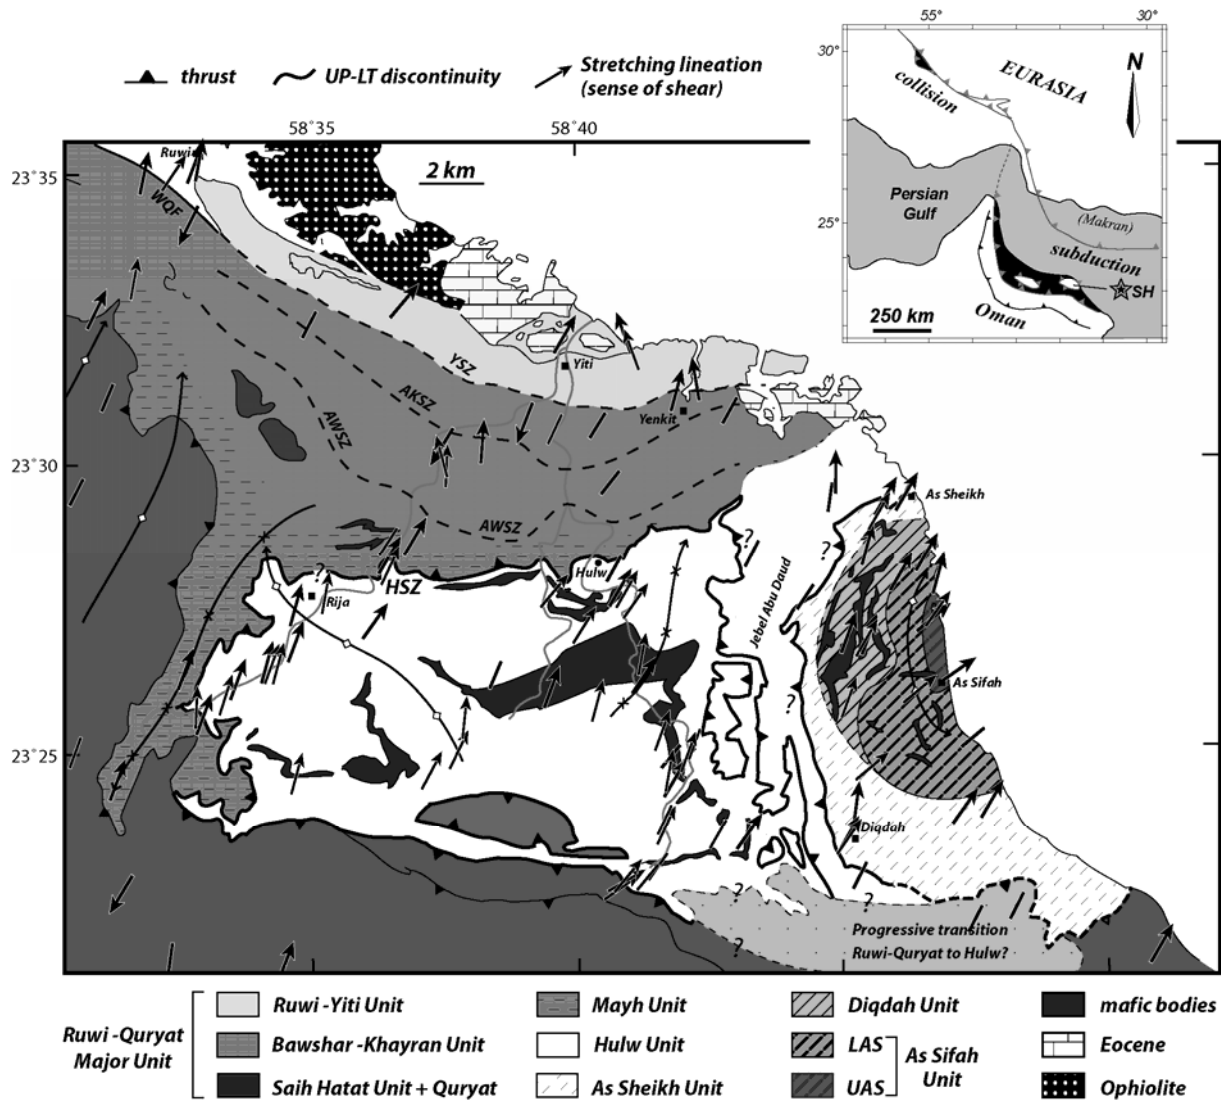 thrust
UP-LT discontinuity
Stretching lineation
(sense of shear)
55°
30°
30°
N
EURASIA
collision
Persian
Gulf
25°
(Makran)
subduction
SH
250 km
Oman
58°35
58°40
23°35
23°30
23°25
2 km
Ruwi
WQF
YSZ
Yiti
AKSZ
Yenkit
AWSZ
AWSZ
As Sheikh
?
?
?
Hulw
HSZ
Rija
Jebel Abu Daud
As Sifah
?
Diqdah
?
?
?
Progressive transition
Ruwi-Quryat to Hulw?
Ruwi -Quryat
Major Unit
Ruwi -Yiti Unit
Bawshar -Khayran Unit
Saih Hatat Unit + Quryat
Mayh Unit
Hulw Unit
As Sheikh Unit
Diqdah Unit
LAS
UAS
As Sifah
Unit
mafic bodies
Eocene
Ophiolite